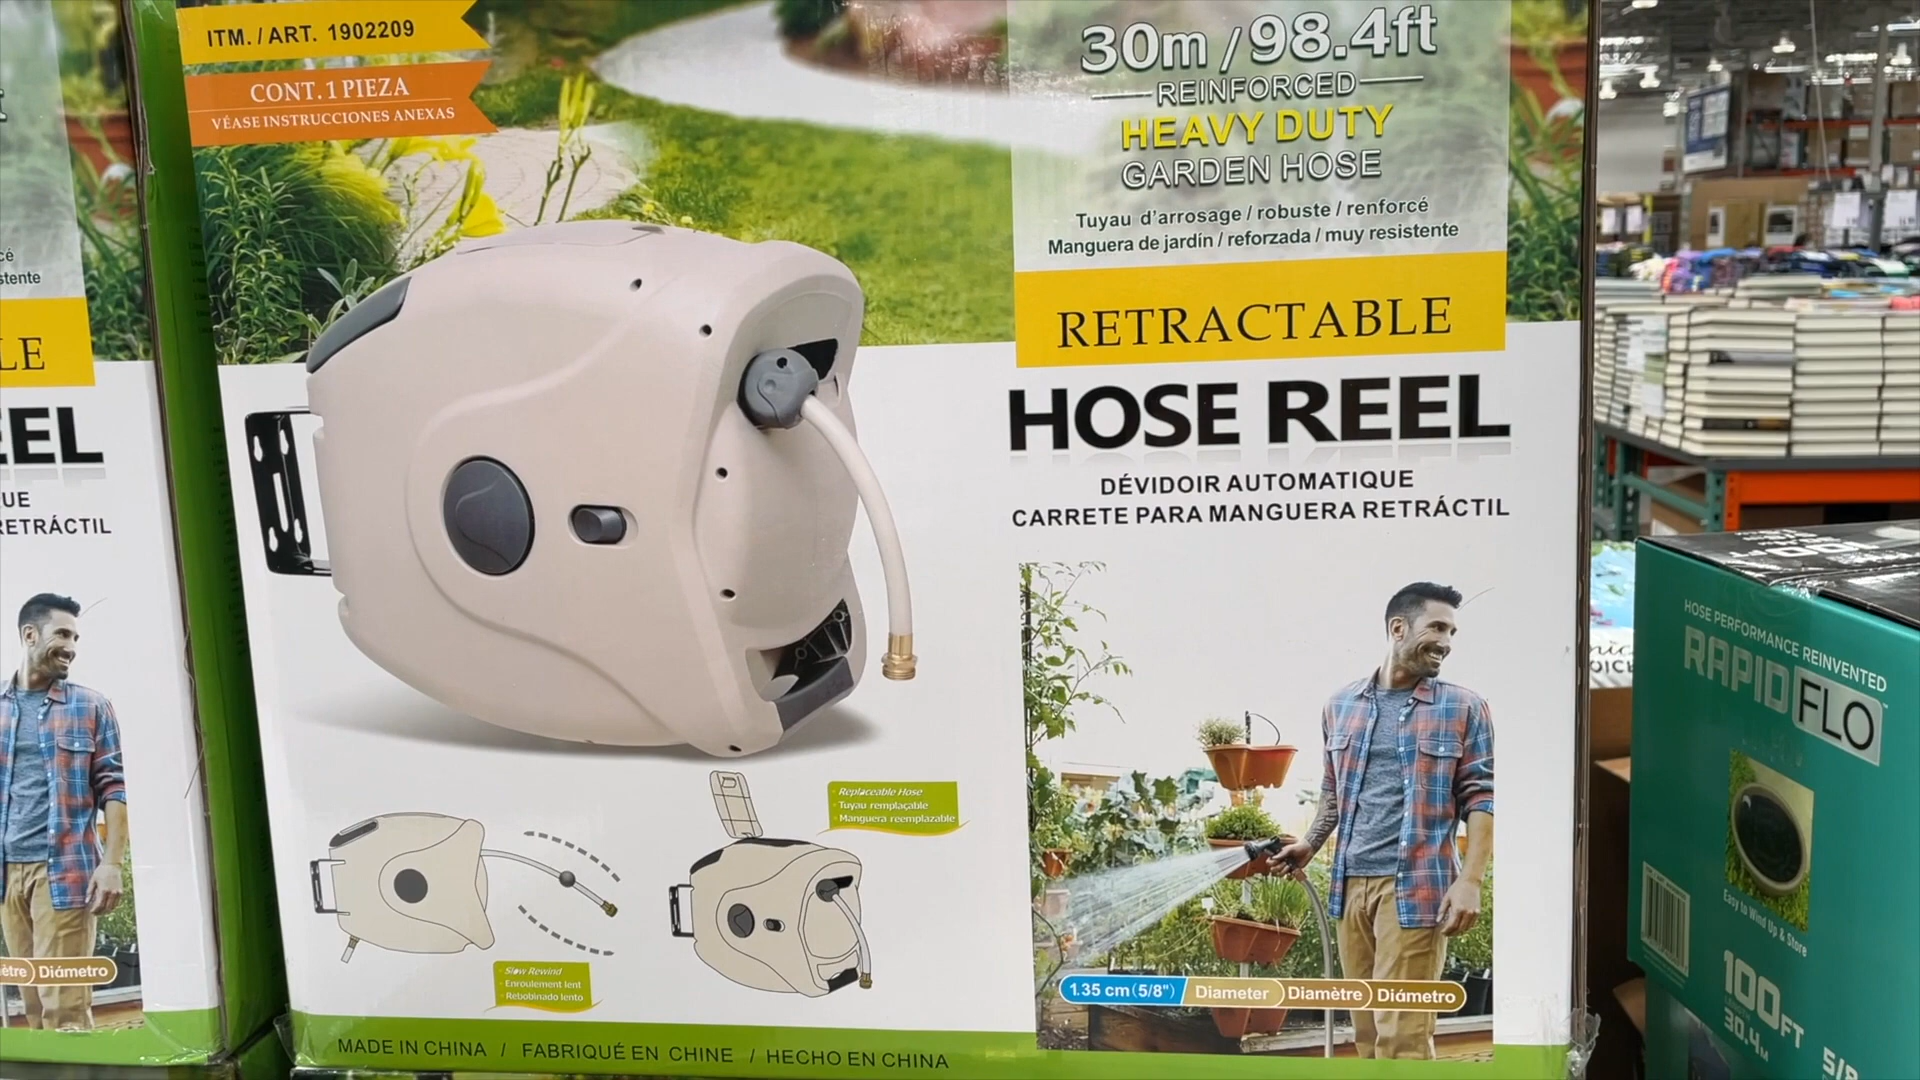 ITM. / ART. 1902209
CONT. 1 PIEZA
VÉASE INSTRUCCIONES ANEXAS
30m / 98.4ft
REINFORCED
HEAVY DUTY
GARDEN HOSE
Tuyau d'arrosage / robuste / renforcé
Manguera de jardín / reforzada / muy resistente
RETRACTABLE
HOSE REEL
DÉVIDOIR AUTOMATIQUE
CARRETE PARA MANGUERA RETRÁCTIL
Replaceable Hose
Tuyau remplaçable
Manguera reemplazable
Slow Rewind
Enroulement lent
Rebobinado lento
1.35 cm (5/8") Diameter Diamètre Diámetro
MADE IN CHINA / FABRIQUÉ EN CHINE / HECHO EN CHINA
LE
EEL
UE
RETRÁCTIL
ètre Diámetro
HOSE PERFORMANCE REINVENTED
RAPID FLO
Easy to Wind Up & Store
100 FT
30.4 M
5/8